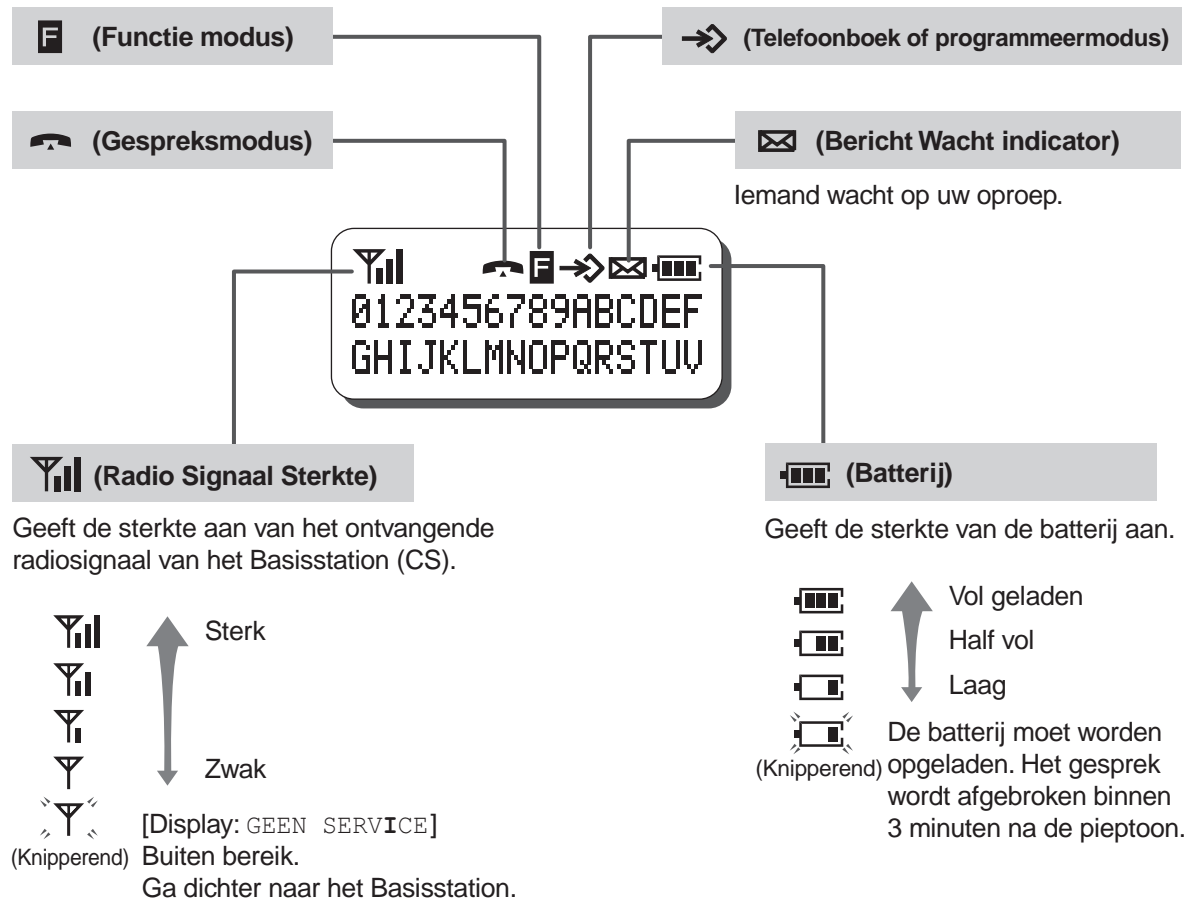 F (Functie modus)
(Telefoonboek of programmeermodus)
(Gespreksmodus)
(Bericht Wacht indicator)
Iemand wacht op uw oproep.
F
0123456789ABCDEF
GHIJKLMNOPQRSTUV
(Radio Signaal Sterkte)
Geeft de sterkte aan van het ontvangende
radiosignaal van het Basisstation (CS).
Sterk
Zwak
(Knipperend)
[Display: GEEN SERVICE]
Buiten bereik.
Ga dichter naar het Basisstation.
(Batterij)
Geeft de sterkte van de batterij aan.
Vol geladen
Half vol
Laag
(Knipperend)
De batterij moet worden
opgeladen. Het gesprek
wordt afgebroken binnen
3 minuten na de pieptoon.